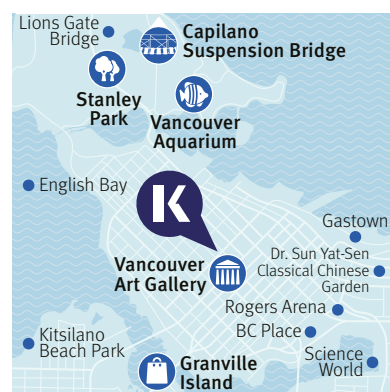 Lions Gate
Bridge
Capilano
Suspension Bridge
Stanley
Park
Vancouver
Aquarium
English Bay
K
Gastown
Dr. Sun Yat-Sen
Classical Chinese
Garden
Vancouver
Art Gallery
Rogers Arena
BC Place
Kitsilano
Beach Park
Granville
Island
Science
World